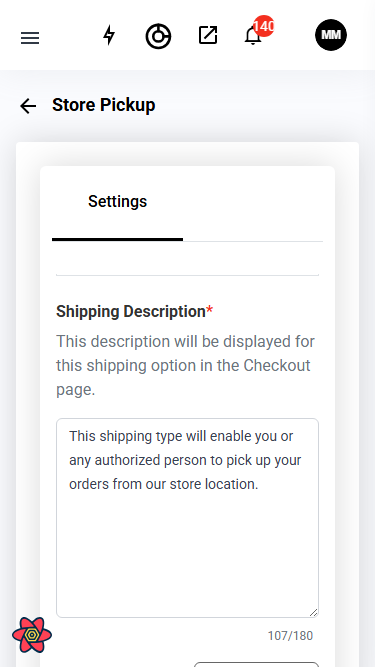 140
MM
Store Pickup
Settings
Shipping Description*
This description will be displayed for
this shipping option in the Checkout
page.
This shipping type will enable you or
any authorized person to pick up your
orders from our store location.
107/180